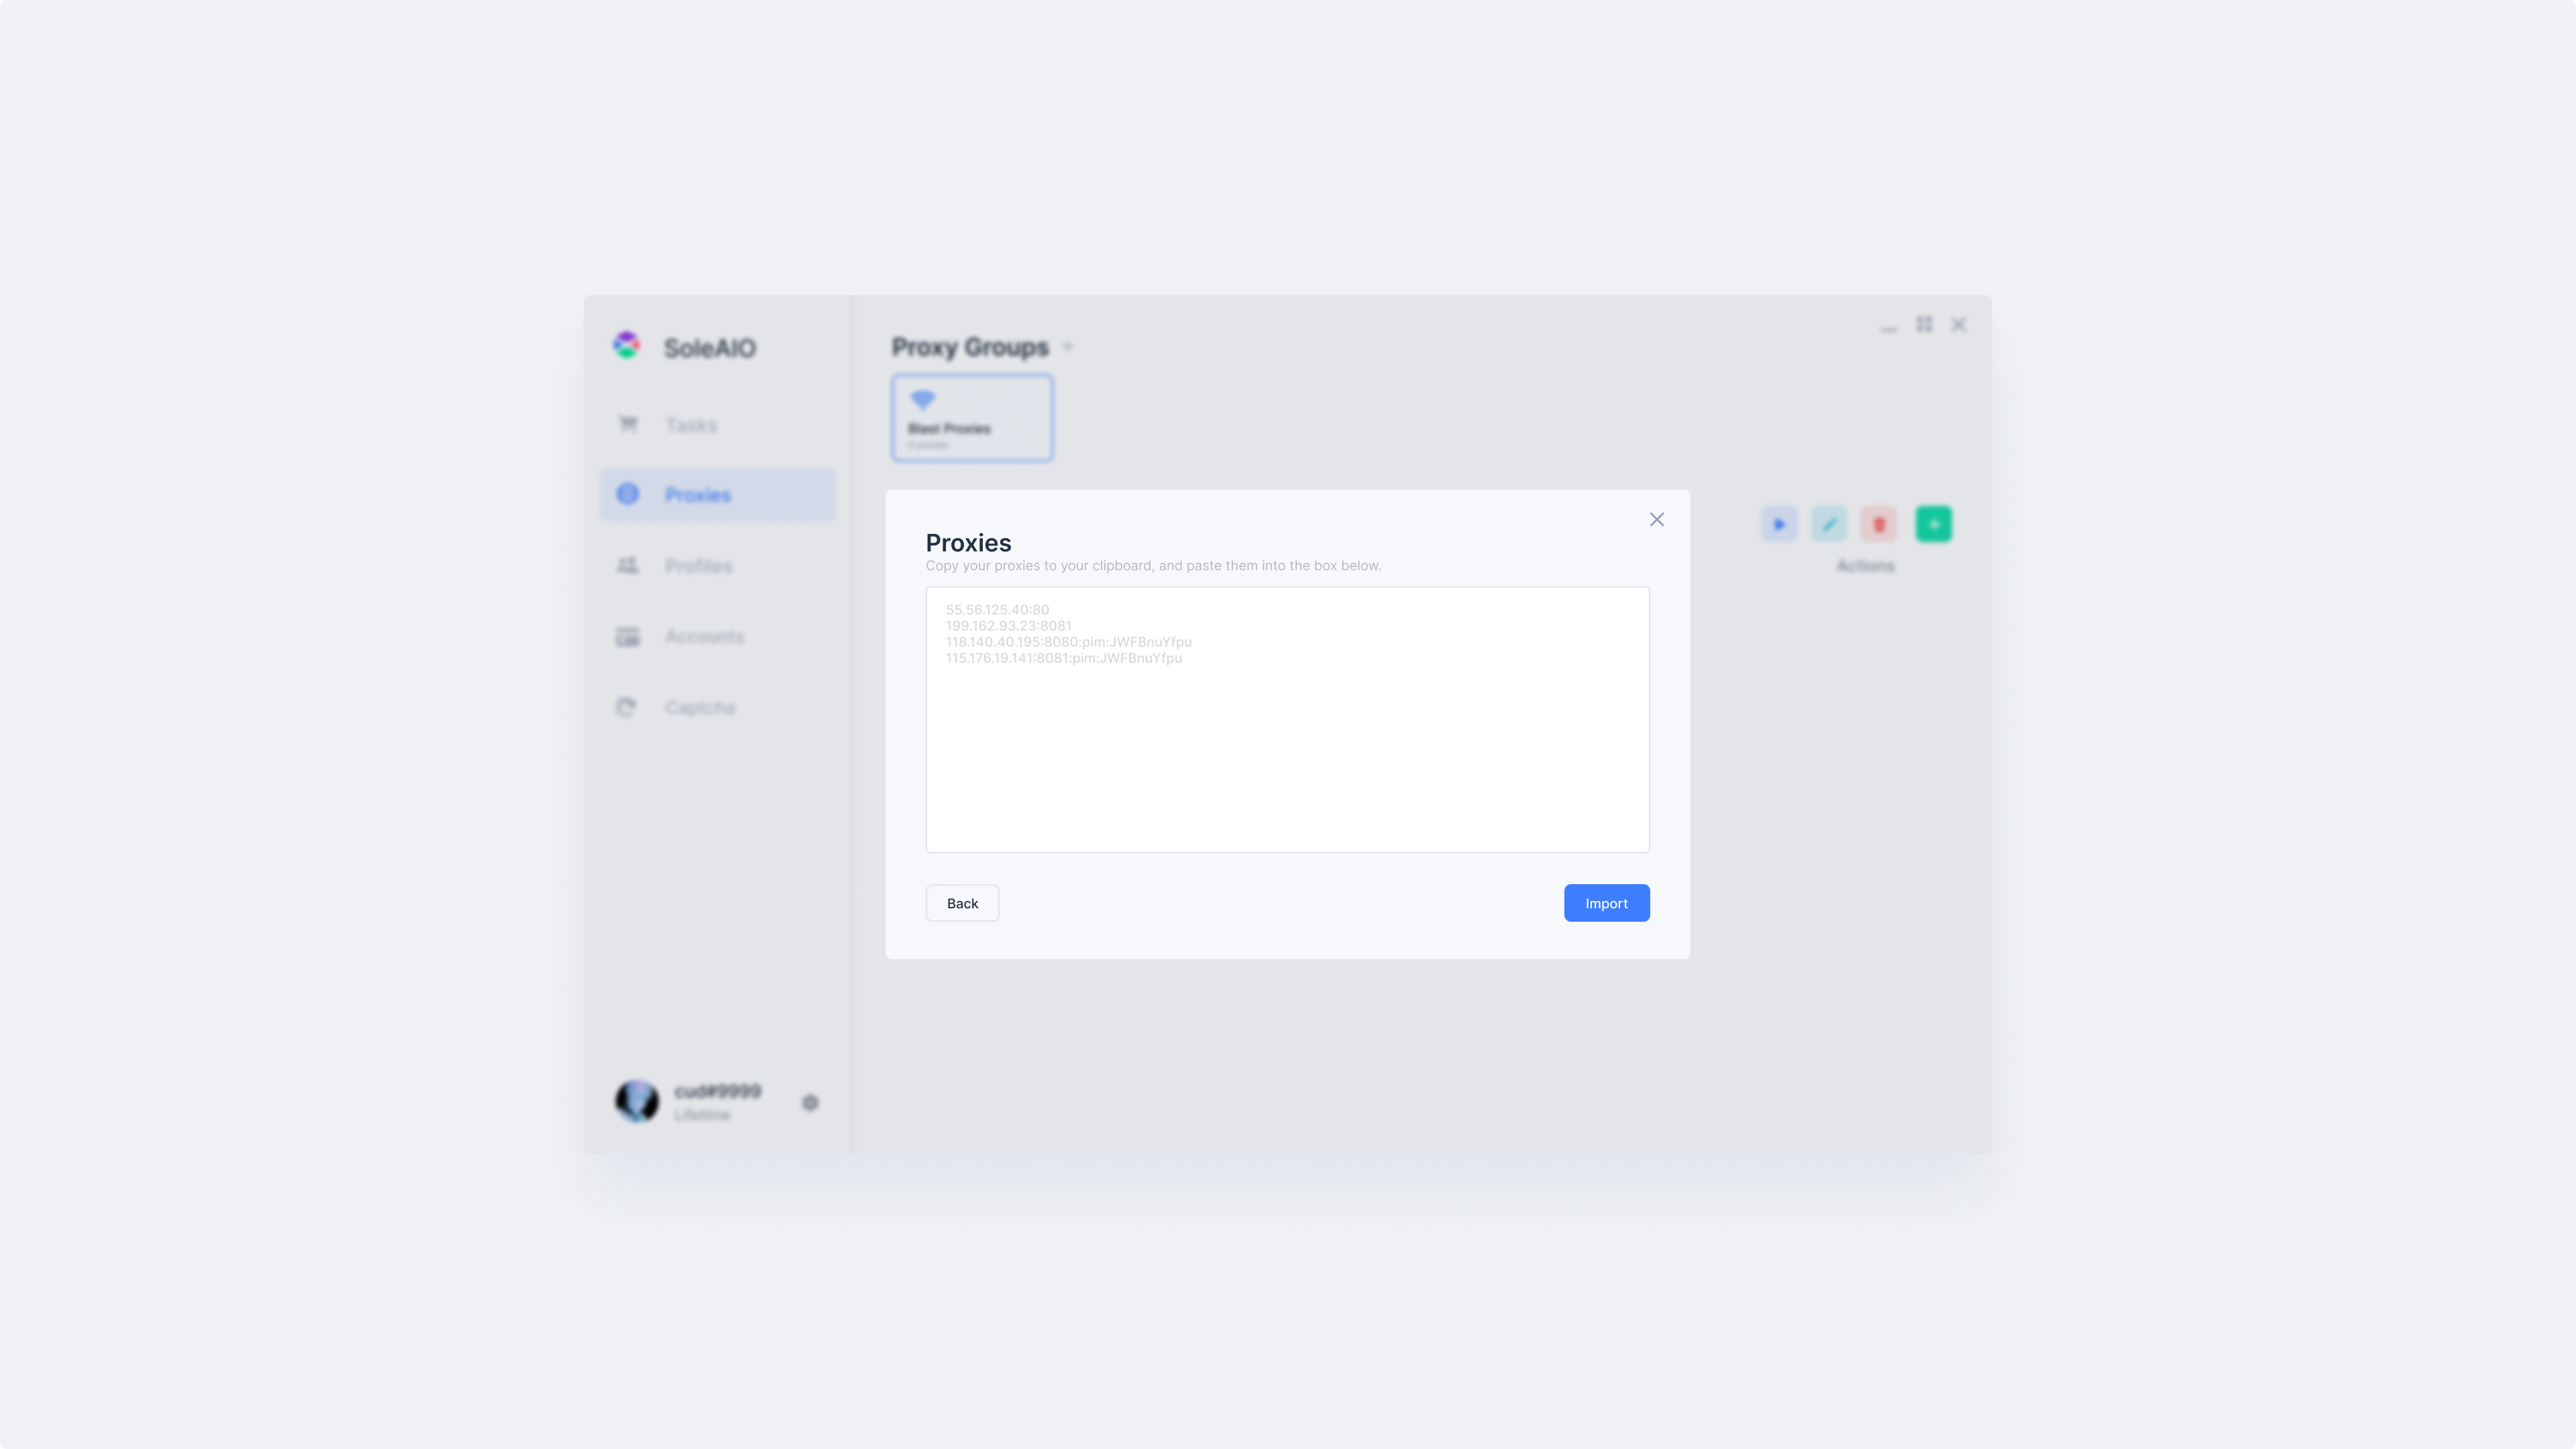 SoleAIO
Tasks
Proxies
Profiles
Accounts
Captcha
cud#9999
Lifetime
Proxy Groups
Blast Proxies
Actions
Proxies
Copy your proxies to your clipboard, and paste them into the box below.
55.56.125.40:80
199.162.93.23:8081
118.140.40.195:8080:pim:JWFBnuYfpu
115.176.19.141:8081:pim:JWFBnuYfpu
Back
Import